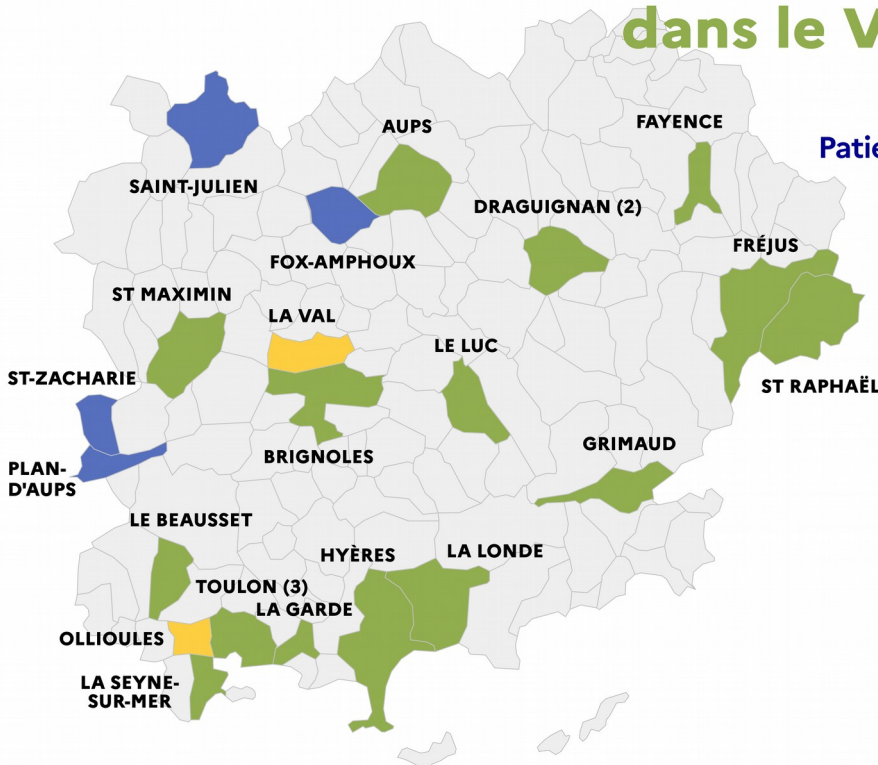 dans le V
AUPS
FAYENCE
Patie
SAINT-JULIEN
DRAGUIGNAN (2)
FRÉJUS
FOX-AMPHOUX
ST MAXIMIN
LA VAL
LE LUC
ST-ZACHARIE
ST RAPHAËL
GRIMAUD
BRIGNOLES
PLAN-
D'AUPS
LE BEAUSSET
HYÈRES
LA LONDE
TOULON (3)
LA GARDE
OLLIOULES
LA SEYNE-
SUR-MER